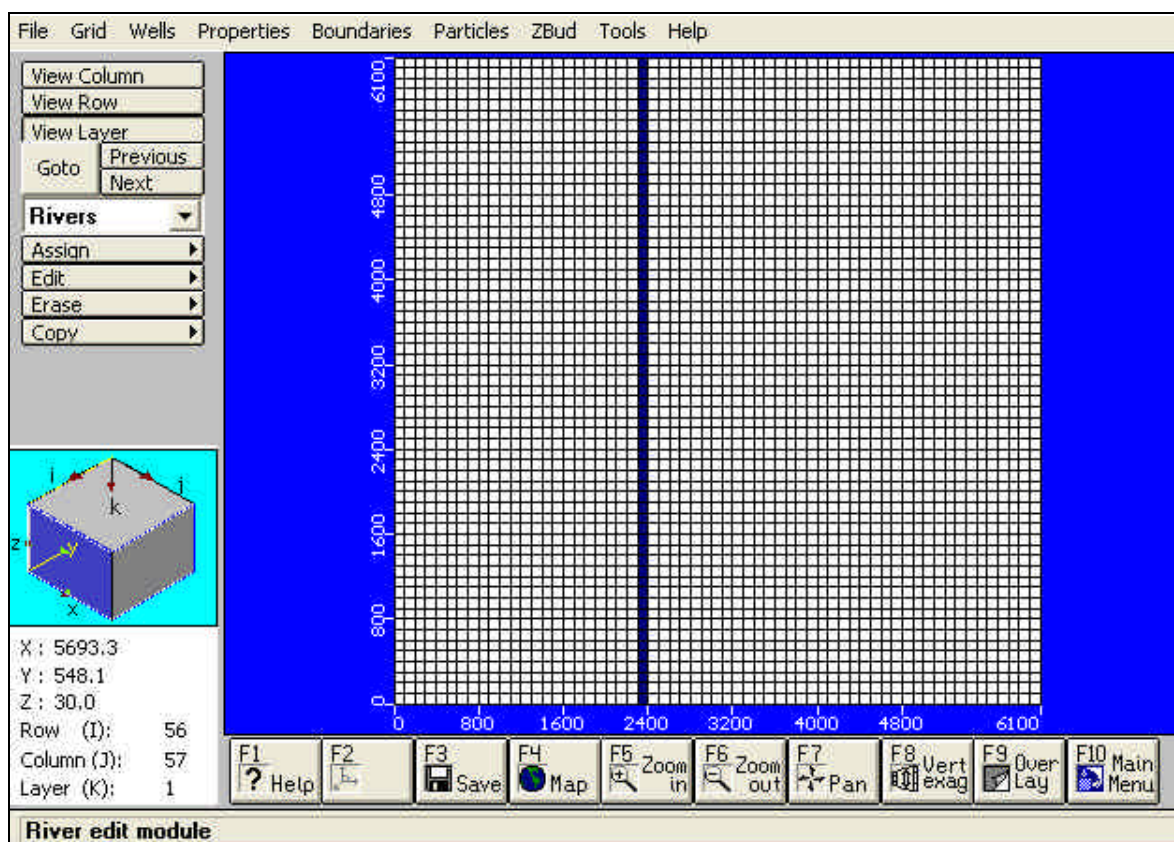 File Grid Wells Properties Boundaries Particles ZBud Tools Help
View Column
View Row
View Layer
Goto
Previous
Next
Rivers
Assign
Edit
Erase
Copy
i
j
k
z
y
x
X : 5693.3
Y : 548.1
Z : 30.0
Row (I): 56
Column (J): 57
Layer (K): 1
6100
4800
4000
3200
2400
1600
800
0
0 800 1600 2400 3200 4000 4800 6100
F1 ? Help
F2
F3 Save
F4 Map
F5 Zoom in
F6 Zoom out
F7 Pan
F8 Vert exag
F9 Over Lay
F10 Main Menu
River edit module